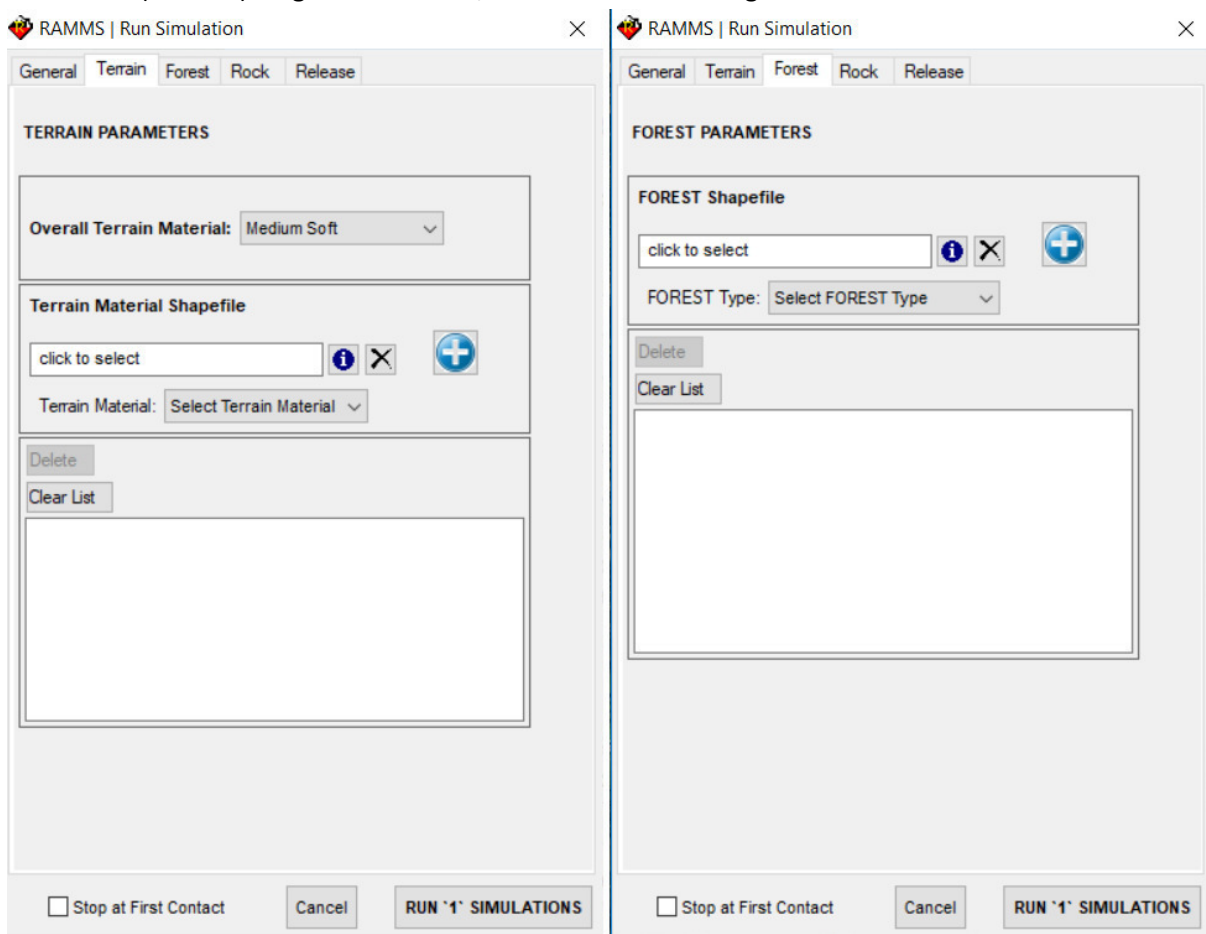 RAMMS | Run Simulation
General Terrain Forest Rock Release
TERRAIN PARAMETERS
Overall Terrain Material: Medium Soft
Terrain Material Shapefile
click to select
Terrain Material: Select Terrain Material
Delete
Clear List
Stop at First Contact Cancel RUN `1` SIMULATIONS
RAMMS | Run Simulation
General Terrain Forest Rock Release
FOREST PARAMETERS
FOREST Shapefile
click to select
FOREST Type: Select FOREST Type
Delete
Clear List
Stop at First Contact Cancel RUN `1` SIMULATIONS